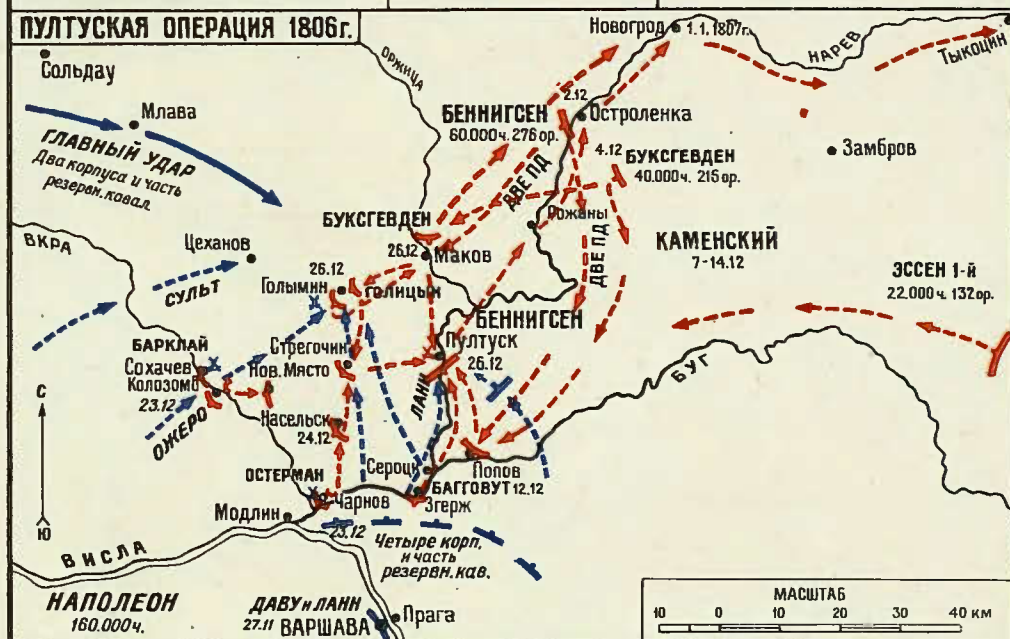 ПУЛТУСКАЯ ОПЕРАЦИЯ 1806г.
Сольдау
Млава
ГЛАВНЫЙ УДАР
Два корпуса и часть
резервн. кавал.
ОРЖИЦА
Новоград
1.1.1807г.
НАРЕВ
Тыкоцин
БЕННИГСЕН
60.000ч. 276 ор.
2.12
Остроленка
4.12
БУКСГЕВДЕН
40.000ч. 215 ор.
Замбров
ДВЕ ПД
ДВЕ ПД
Рожаны
КАМЕНСКИЙ
7-14.12
ЭССЕН 1-й
22.000ч. 132 ор.
ВКРА
Цеханов
СУЛЬТ
БУКСГЕВДЕН
26.12
Маков
26.12
Голымин
ГОЛИЦЫН
БЕННИГСЕН
Пултуск
26.12
ЛАНН
БУГ
БАРКЛАЙ
Сохачев
Колозомб
23.12
ОЖЕРО
Стрегочин
Нов. Място
Насельск
24.12
С
Ю
ОСТЕРМАН
Чарнов
23.12
Модлин
Сероцк
Попов
БАГГОВУТ 12.12
Згерж
Четыре корп.
и часть
резервн. кав.
ВИСЛА
НАПОЛЕОН
160.000ч.
ДАВУ и ЛАНН
27.11 ВАРШАВА
Прага
МАСШТАБ
10 0 10 20 30 40 км